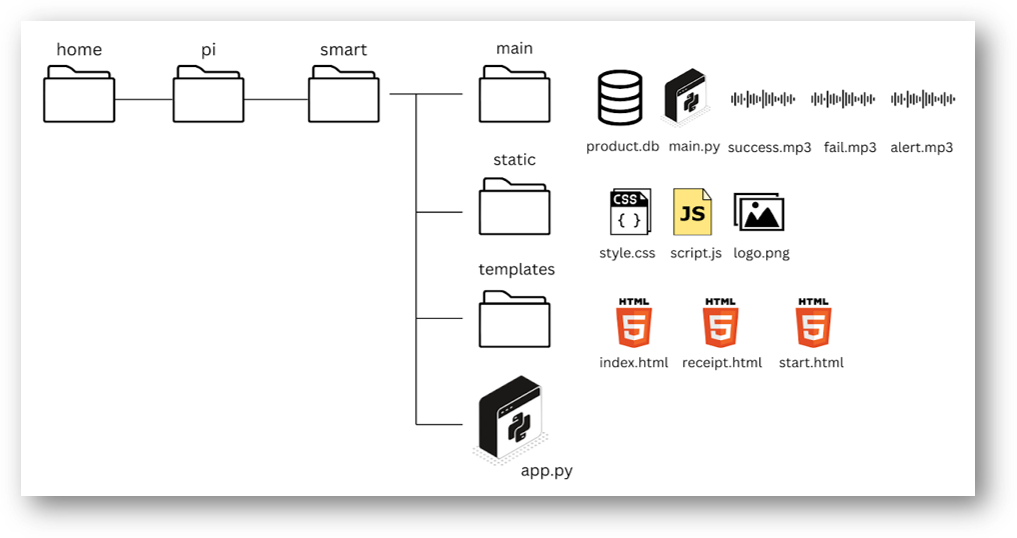 home
pi
smart
main
product.db
main.py
success.mp3
fail.mp3
alert.mp3
static
CSS
{ }
JS
style.css
script.js
logo.png
templates
HTML
5
HTML
5
HTML
5
index.html
receipt.html
start.html
app.py